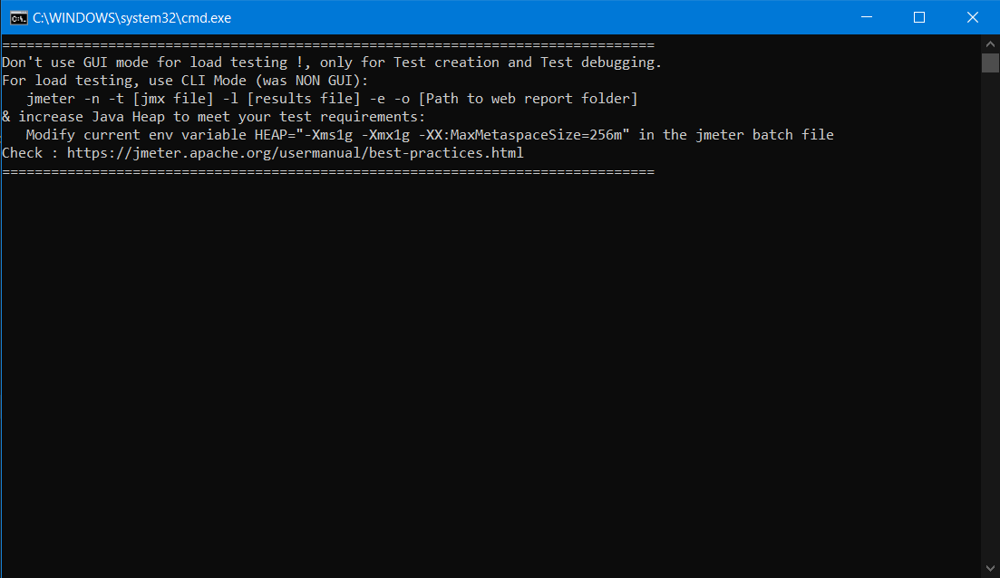 C:\WINDOWS\system32\cmd.exe
================================================================================
Don't use GUI mode for load testing !, only for Test creation and Test debugging.
For load testing, use CLI Mode (was NON GUI):
   jmeter -n -t [jmx file] -l [results file] -e -o [Path to web report folder]
& increase Java Heap to meet your test requirements:
   Modify current env variable HEAP="-Xms1g -Xmx1g -XX:MaxMetaspaceSize=256m" in the jmeter batch file
Check : https://jmeter.apache.org/usermanual/best-practices.html
================================================================================